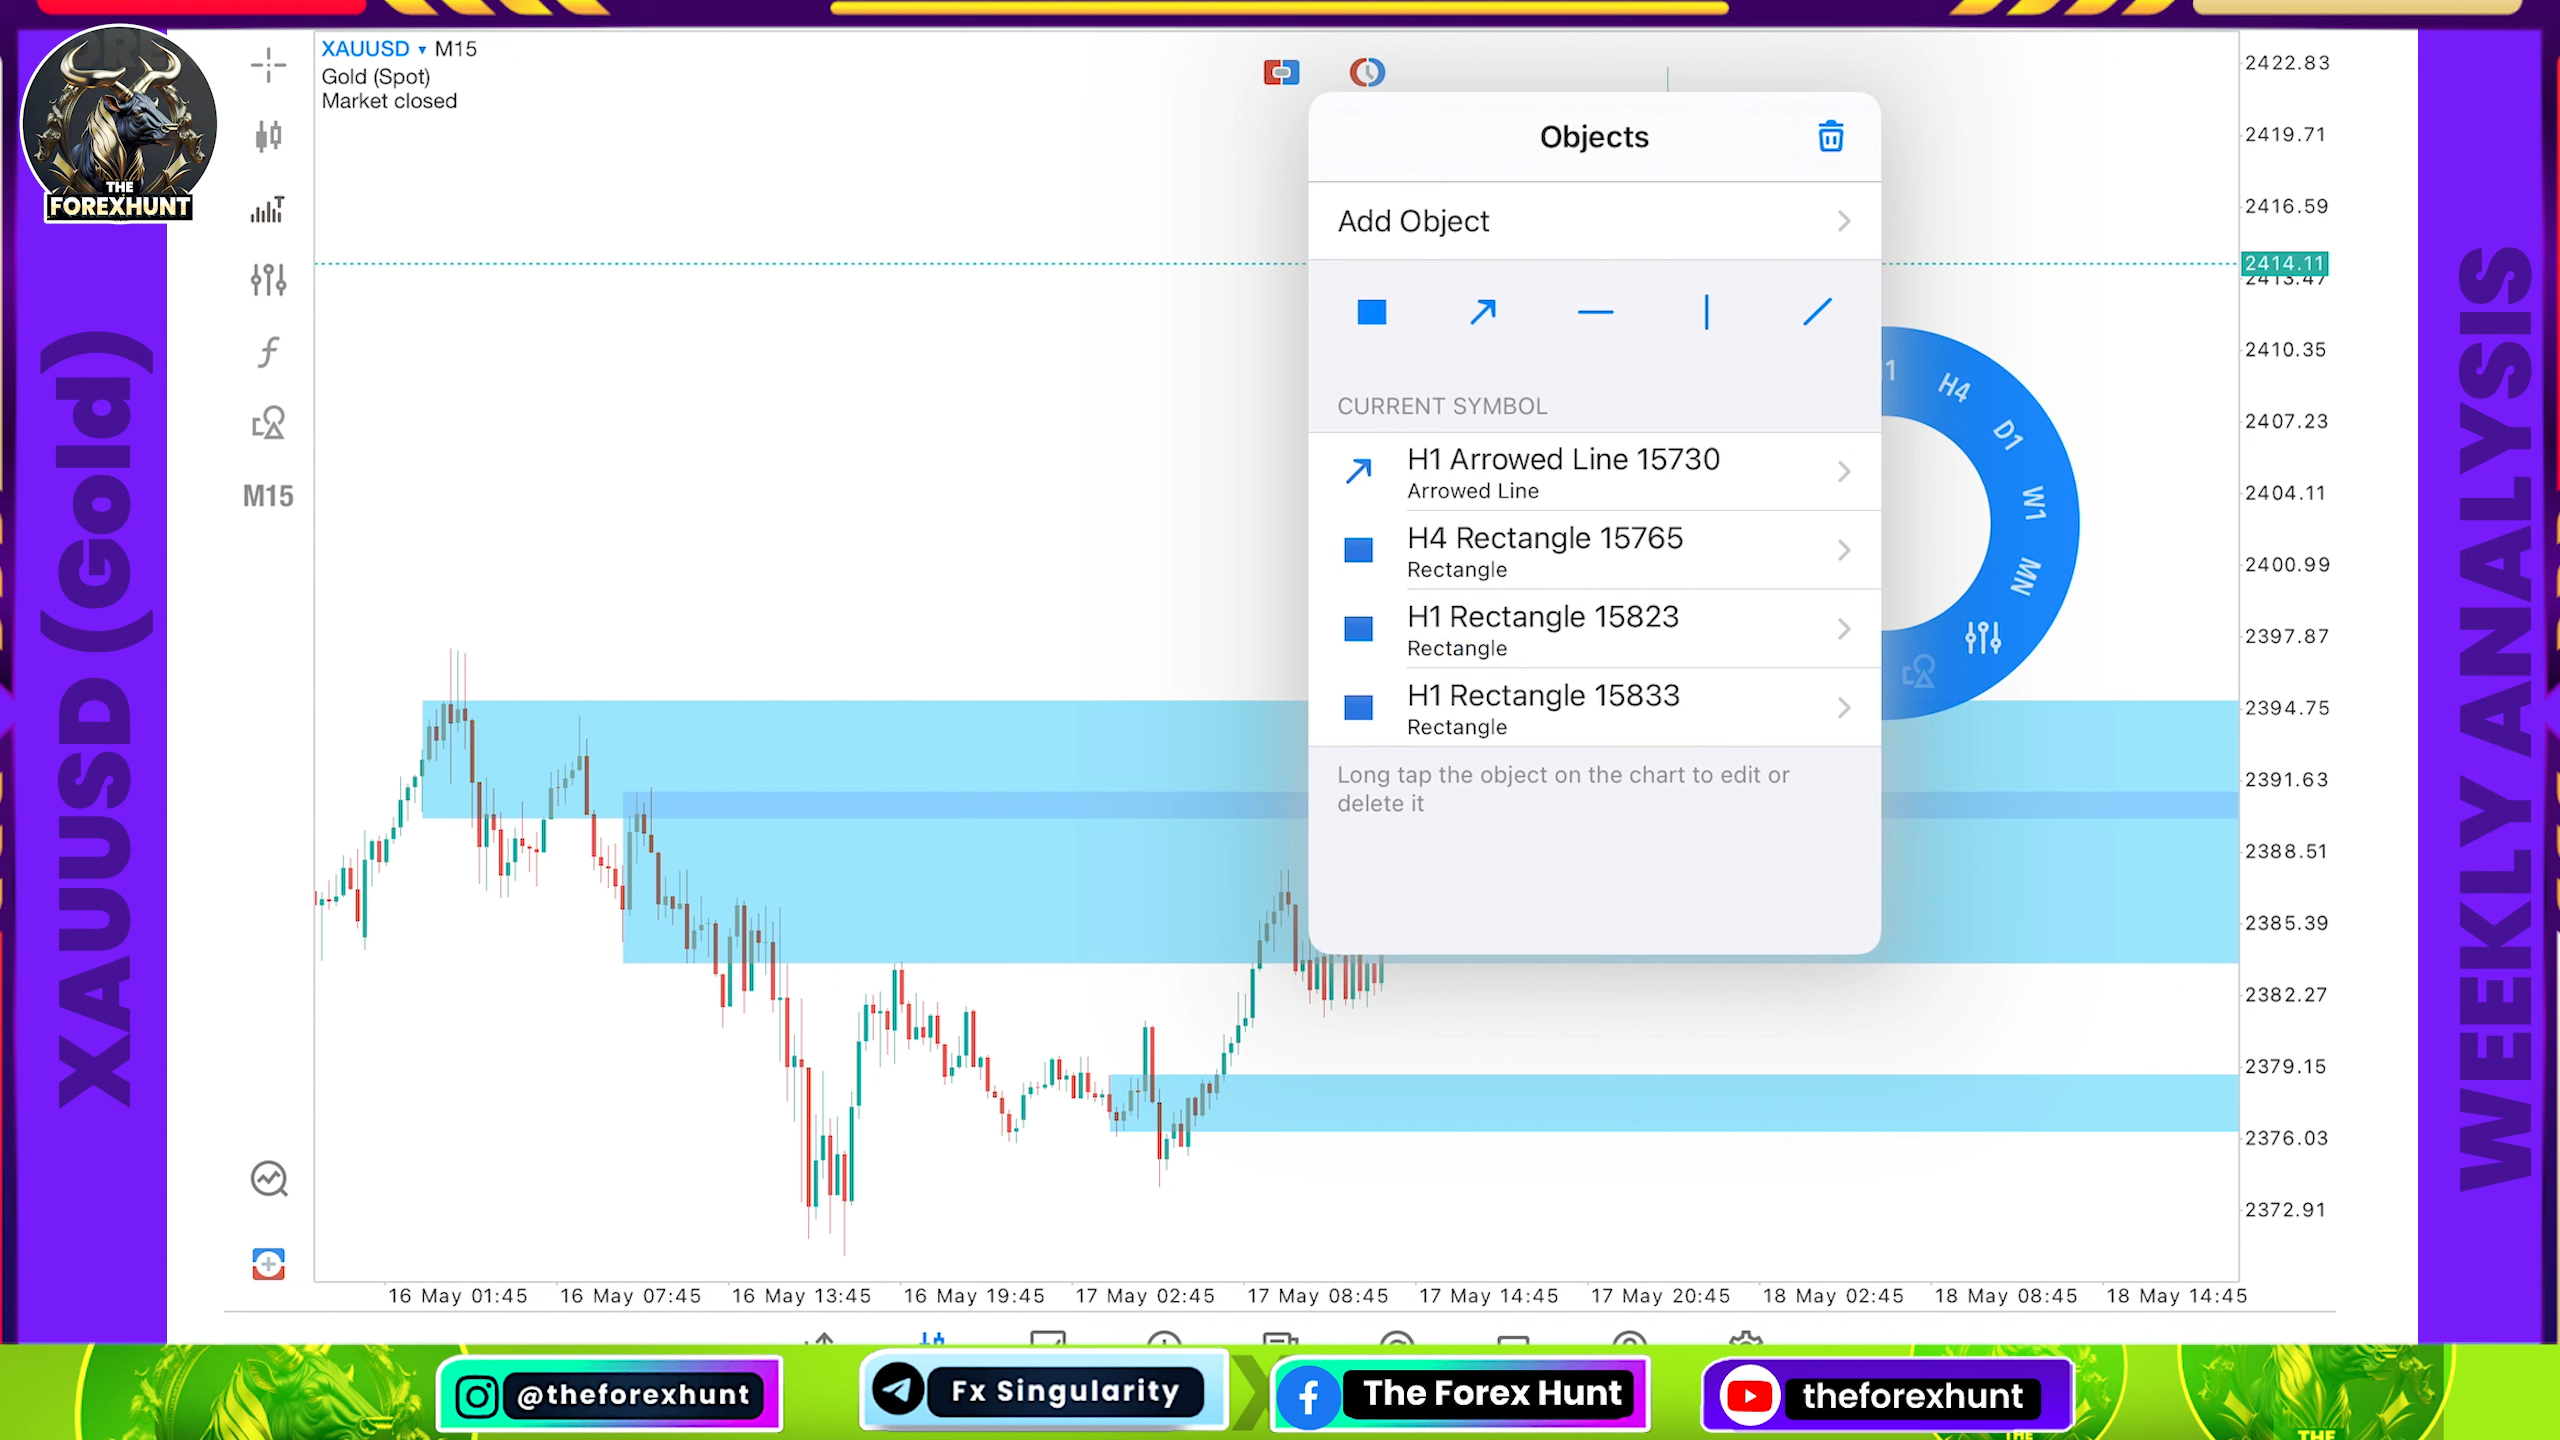 THE
FOREXHUNT
XAUUSD (Gold)
WEEKLY ANALYSIS
XAUUSD ▾ M15
Gold (Spot)
Market closed
M15
Objects
Add Object
CURRENT SYMBOL
H1 Arrowed Line 15730
Arrowed Line
H4 Rectangle 15765
Rectangle
H1 Rectangle 15823
Rectangle
H1 Rectangle 15833
Rectangle
Long tap the object on the chart to edit or
delete it
H4
D1
W1
MN
2422.83
2419.71
2416.59
2414.11
2413.47
2410.35
2407.23
2404.11
2400.99
2397.87
2394.75
2391.63
2388.51
2385.39
2382.27
2379.15
2376.03
2372.91
16 May 01:45
16 May 07:45
16 May 13:45
16 May 19:45
17 May 02:45
17 May 08:45
17 May 14:45
17 May 20:45
18 May 02:45
18 May 08:45
18 May 14:45
@theforexhunt
Fx Singularity
The Forex Hunt
theforexhunt